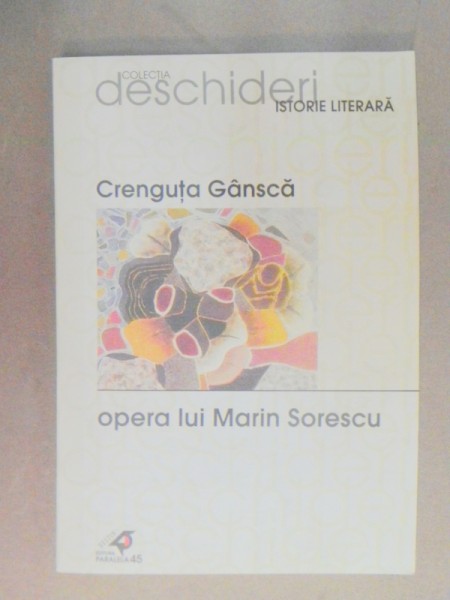 COLECȚIA
deschideri
ISTORIE LITERARĂ
Crenguța Gânscă
opera lui Marin Sorescu
EDITURA
PARALELA 45